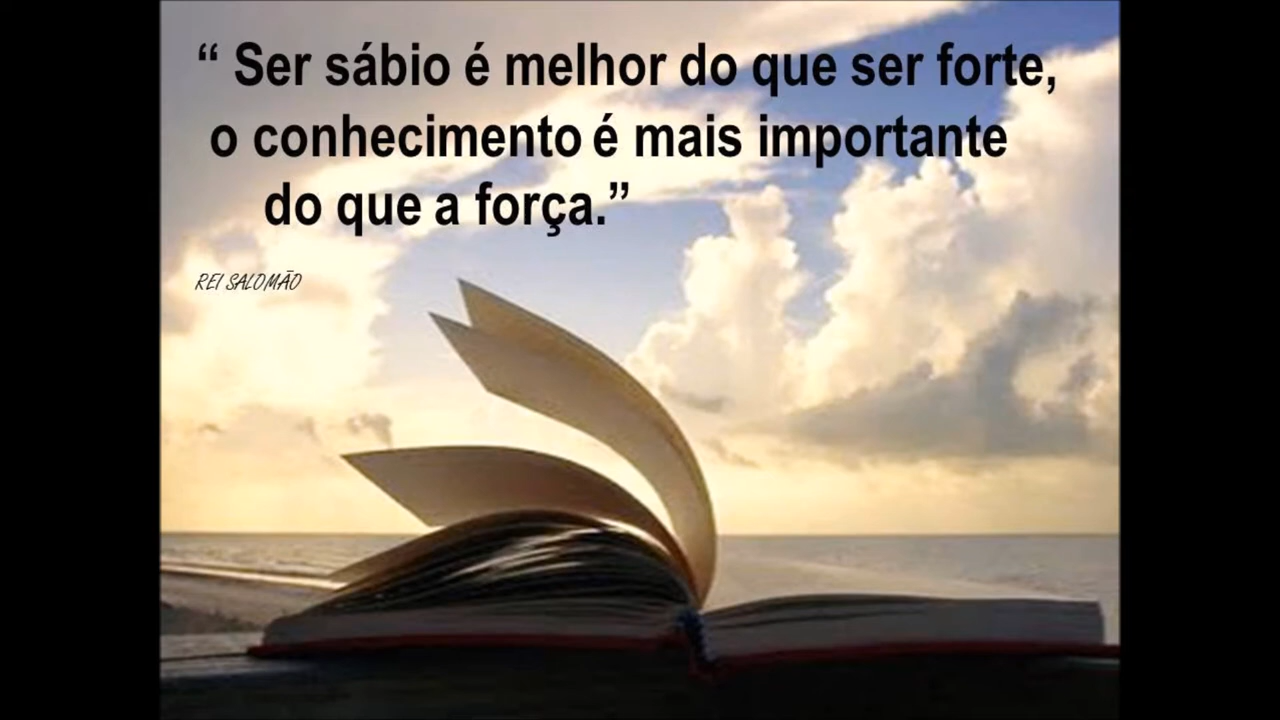 “ Ser sábio é melhor do que ser forte,
o conhecimento é mais importante
do que a força.”
REI SALOMÃO